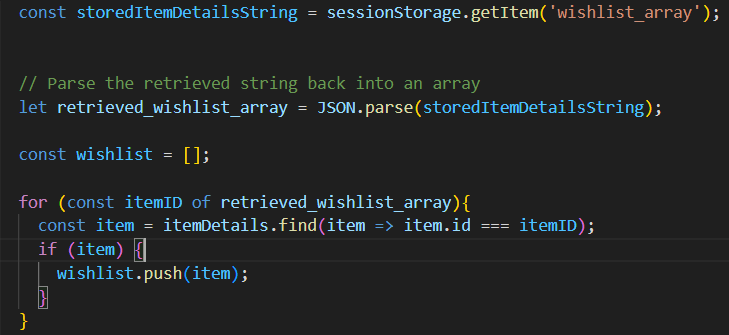 const storedItemDetailsString = sessionStorage.getItem('wishlist_array');
// Parse the retrieved string back into an array
let retrieved_wishlist_array = JSON.parse(storedItemDetailsString);
const wishlist = [];
for (const itemID of retrieved_wishlist_array){
  const item = itemDetails.find(item => item.id === itemID);
  if (item) {
    wishlist.push(item);
  }
}